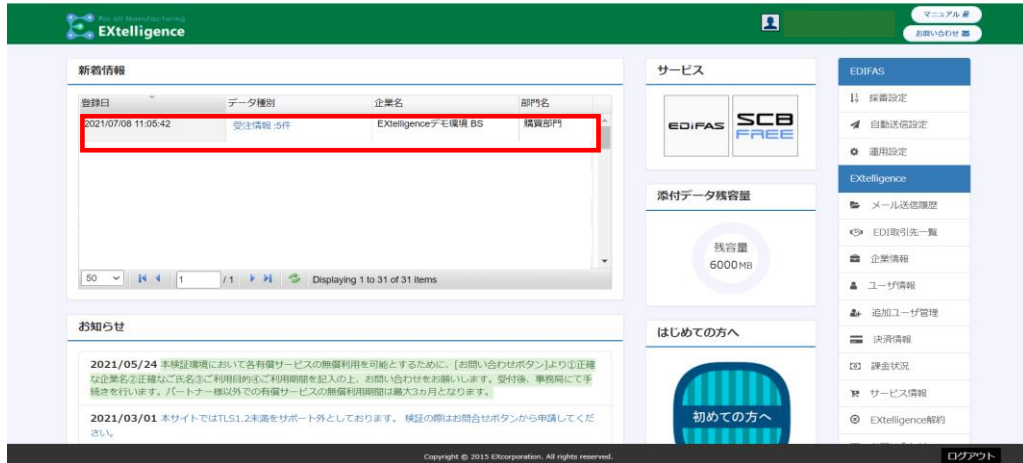 For all Manufacturing
EXtelligence
マニュアル
お問い合わせ
新着情報
登録日 データ種別 企業名 部門名
2021/07/08 11:05:42 受注情報 :5件 EXtelligenceデモ環境 BS 購買部門
50 1 / 1 Displaying 1 to 31 of 31 items
お知らせ
2021/05/24 本検証環境において各有償サービスの無償利用を可能とするために、[お問い合わせボタン]より①正確
な企業名②正確なご氏名③ご利用目的④ご利用期間を記入の上、お問い合わせをお願いします。受付後、事務局にて手
続きを行います。パートナー様以外での有償サービスの無償利用期間は最大3ヵ月となります。
2021/03/01 本サイトではTLS1.2未満をサポート外としております。 検証の際はお問合せボタンから申請してくだ
さい。
サービス
EDiFAS
SCB
FREE
添付データ残容量
残容量
6000MB
はじめての方へ
初めての方へ
EDIFAS
採番設定
自動送信設定
運用設定
EXtelligence
メール送信履歴
EDI取引先一覧
企業情報
ユーザ情報
追加ユーザ管理
決済情報
課金状況
サービス情報
EXtelligence解約
Copyright © 2015 EXcorporation. All rights reserved.
ログアウト